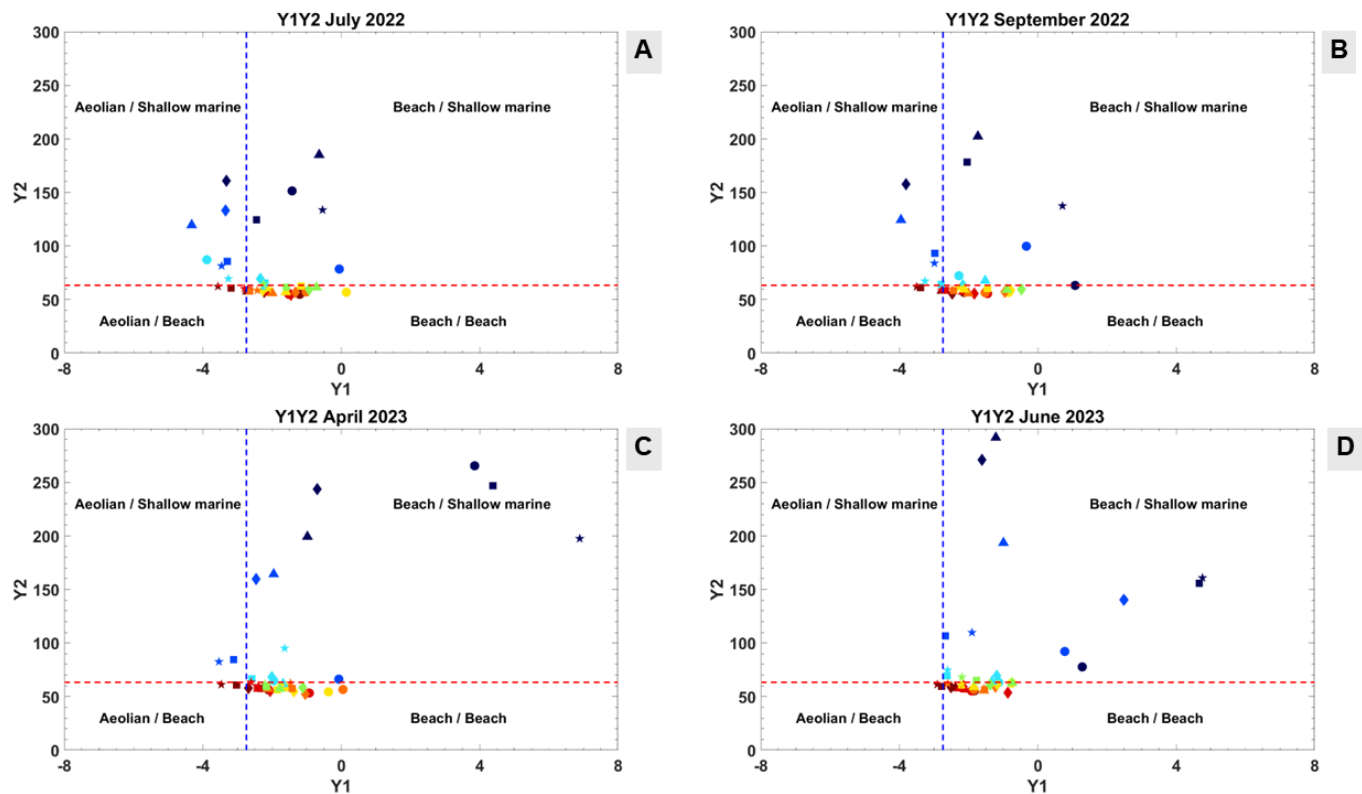 Y1Y2 July 2022
A
300
250
200
150
100
50
0
Y2
Aeolian / Shallow marine
Beach / Shallow marine
Aeolian / Beach
Beach / Beach
-8
-4
0
4
8
Y1
Y1Y2 September 2022
B
300
250
200
150
100
50
0
Y2
Aeolian / Shallow marine
Beach / Shallow marine
Aeolian / Beach
Beach / Beach
-8
-4
0
4
8
Y1
Y1Y2 April 2023
C
300
250
200
150
100
50
0
Y2
Aeolian / Shallow marine
Beach / Shallow marine
Aeolian / Beach
Beach / Beach
-8
-4
0
4
8
Y1
Y1Y2 June 2023
D
300
250
200
150
100
50
0
Y2
Aeolian / Shallow marine
Beach / Shallow marine
Aeolian / Beach
Beach / Beach
-8
-4
0
4
8
Y1